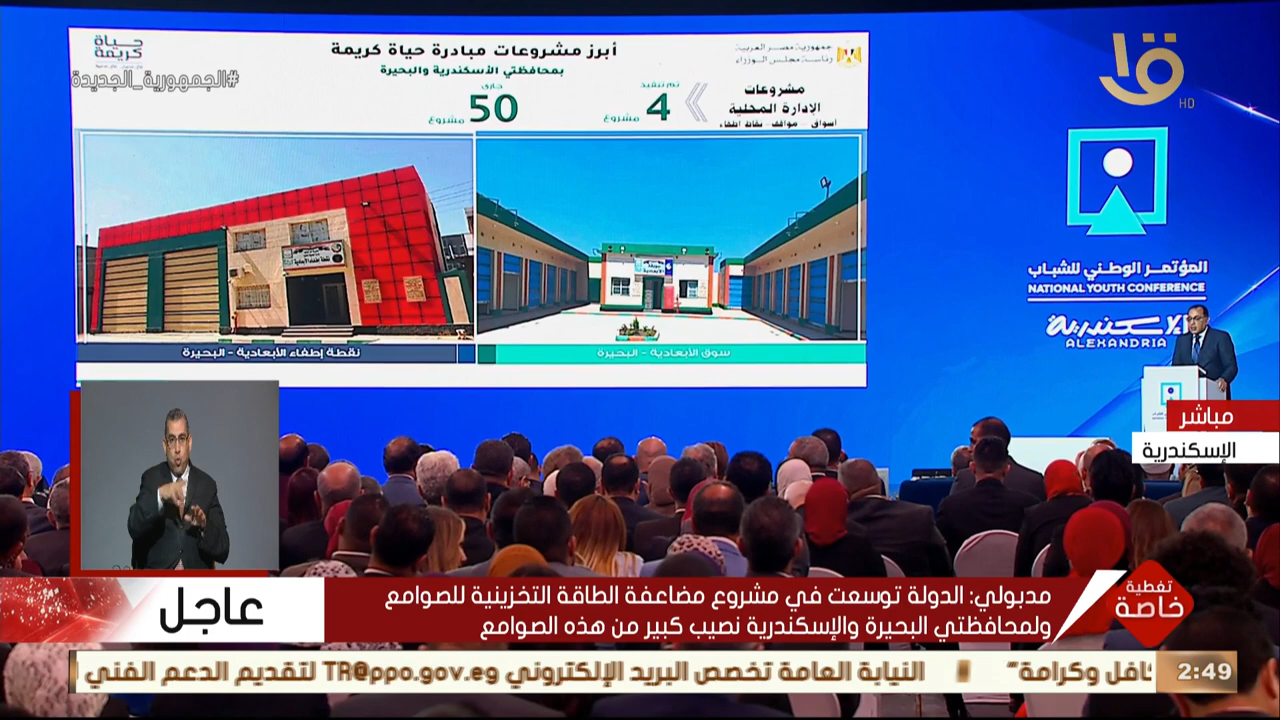 حياة كريمة
#الجمهورية_الجديدة
أبرز مشروعات مبادرة حياة كريمة
بمحافظتي الأسكندرية والبحيرة
جمهورية مصر العربية
رئاسة مجلس الوزراء
مشروعات
الإدارة المحلية
أسواق - مواقف - نقاط اطفاء
تم تنفيذ
4 مشروع
جاري
50 مشروع
سوق الأبعادية - البحيرة
نقطة إطفاء الأبعادية - البحيرة
HD
المؤتمر الوطني للشباب
NATIONAL YOUTH CONFERENCE
الإسكندرية
ALEXANDRIA
مباشر
الإسكندرية
تغطية
خاصة
عاجل
مدبولي: الدولة توسعت في مشروع مضاعفة الطاقة التخزينية للصوامع
ولمحافظتي البحيرة والإسكندرية نصيب كبير من هذه الصوامع
2:49
كافل وكرامة" النيابة العامة تخصص البريد الإلكتروني TR@ppo.gov.eg لتقديم الدعم الفني